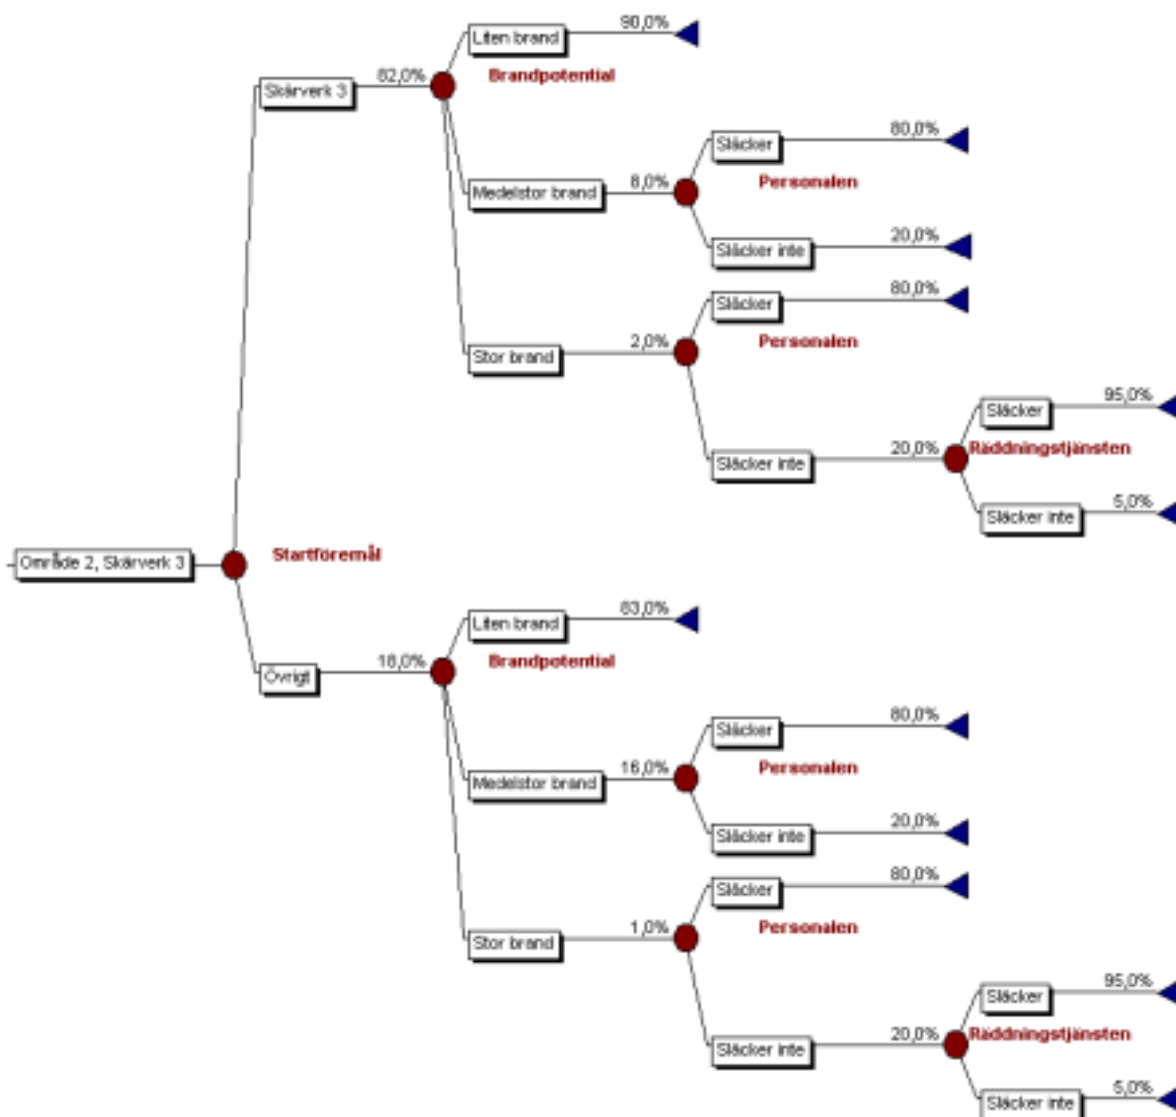 Liten brand 90,0%
Brandpotential
Skärverk 3 82,0%
Släcker 80,0%
Personalen
Medelstor brand 8,0%
Släcker inte 20,0%
Släcker 80,0%
Personalen
Stor brand 2,0%
Släcker 95,0%
Räddningstjänsten
Släcker inte 20,0%
Släcker inte 5,0%
Startföremål
Område 2, Skärverk 3
Liten brand 83,0%
Brandpotential
Övrigt 18,0%
Släcker 80,0%
Personalen
Medelstor brand 16,0%
Släcker inte 20,0%
Släcker 80,0%
Personalen
Stor brand 1,0%
Släcker 95,0%
Räddningstjänsten
Släcker inte 20,0%
Släcker inte 5,0%